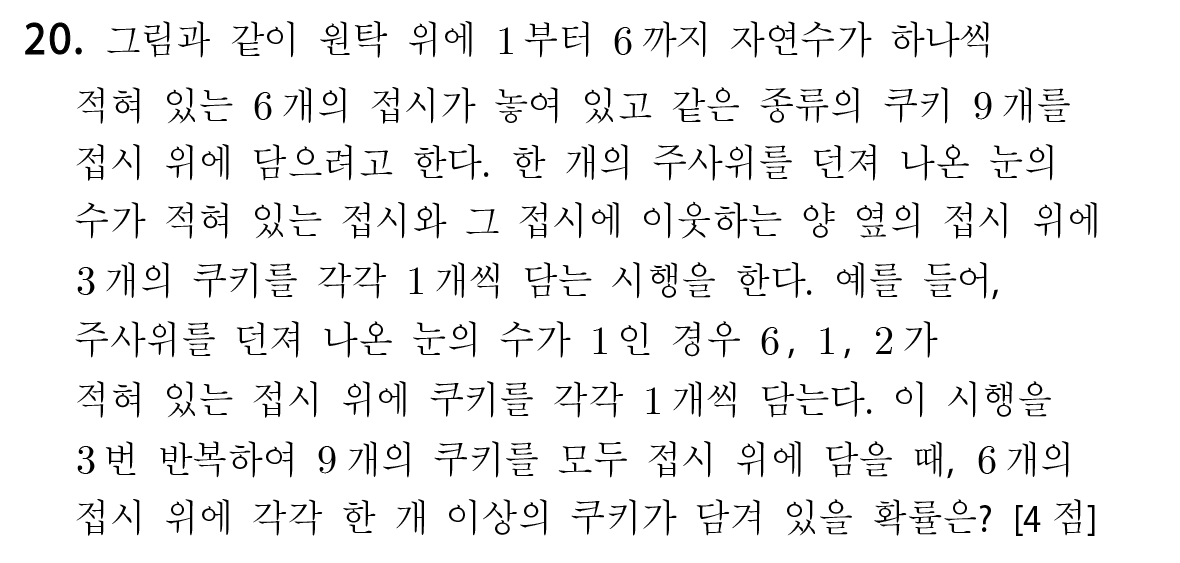 20. 그림과 같이 원탁 위에 1부터 6까지 자연수가 하나씩
적혀 있는 6개의 접시가 놓여 있고 같은 종류의 쿠키 9개를
접시 위에 담으려고 한다. 한 개의 주사위를 던져 나온 눈의
수가 적혀 있는 접시와 그 접시에 이웃하는 양 옆의 접시 위에
3개의 쿠키를 각각 1개씩 담는 시행을 한다. 예를 들어,
주사위를 던져 나온 눈의 수가 1인 경우 6, 1, 2가
적혀 있는 접시 위에 쿠키를 각각 1개씩 담는다. 이 시행을
3번 반복하여 9개의 쿠키를 모두 접시 위에 담을 때, 6개의
접시 위에 각각 한 개 이상의 쿠키가 담겨 있을 확률은? [4점]